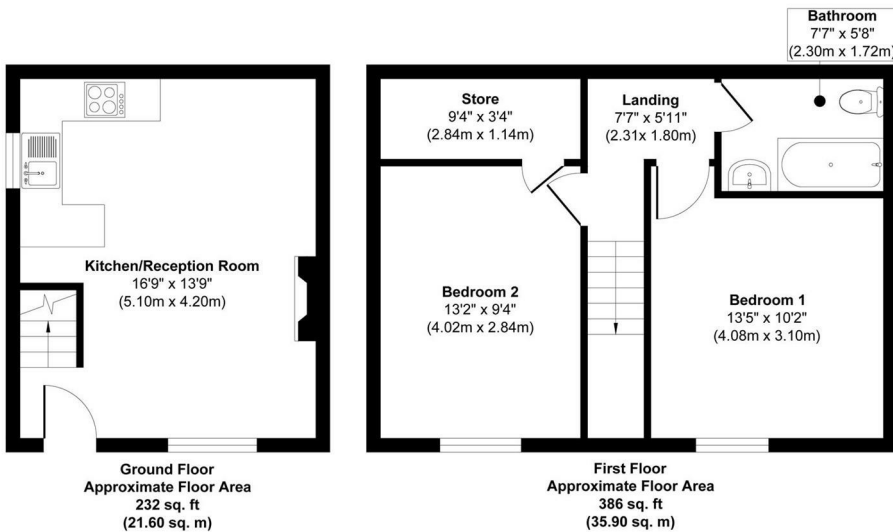 Bathroom
7'7" x 5'8"
(2.30m x 1.72m)
Store
9'4" x 3'4"
(2.84m x 1.14m)
Landing
7'7" x 5'11"
(2.31x 1.80m)
Kitchen/Reception Room
16'9" x 13'9"
(5.10m x 4.20m)
Bedroom 2
13'2" x 9'4"
(4.02m x 2.84m)
Bedroom 1
13'5" x 10'2"
(4.08m x 3.10m)
Ground Floor
Approximate Floor Area
232 sq. ft
(21.60 sq. m)
First Floor
Approximate Floor Area
386 sq. ft
(35.90 sq. m)